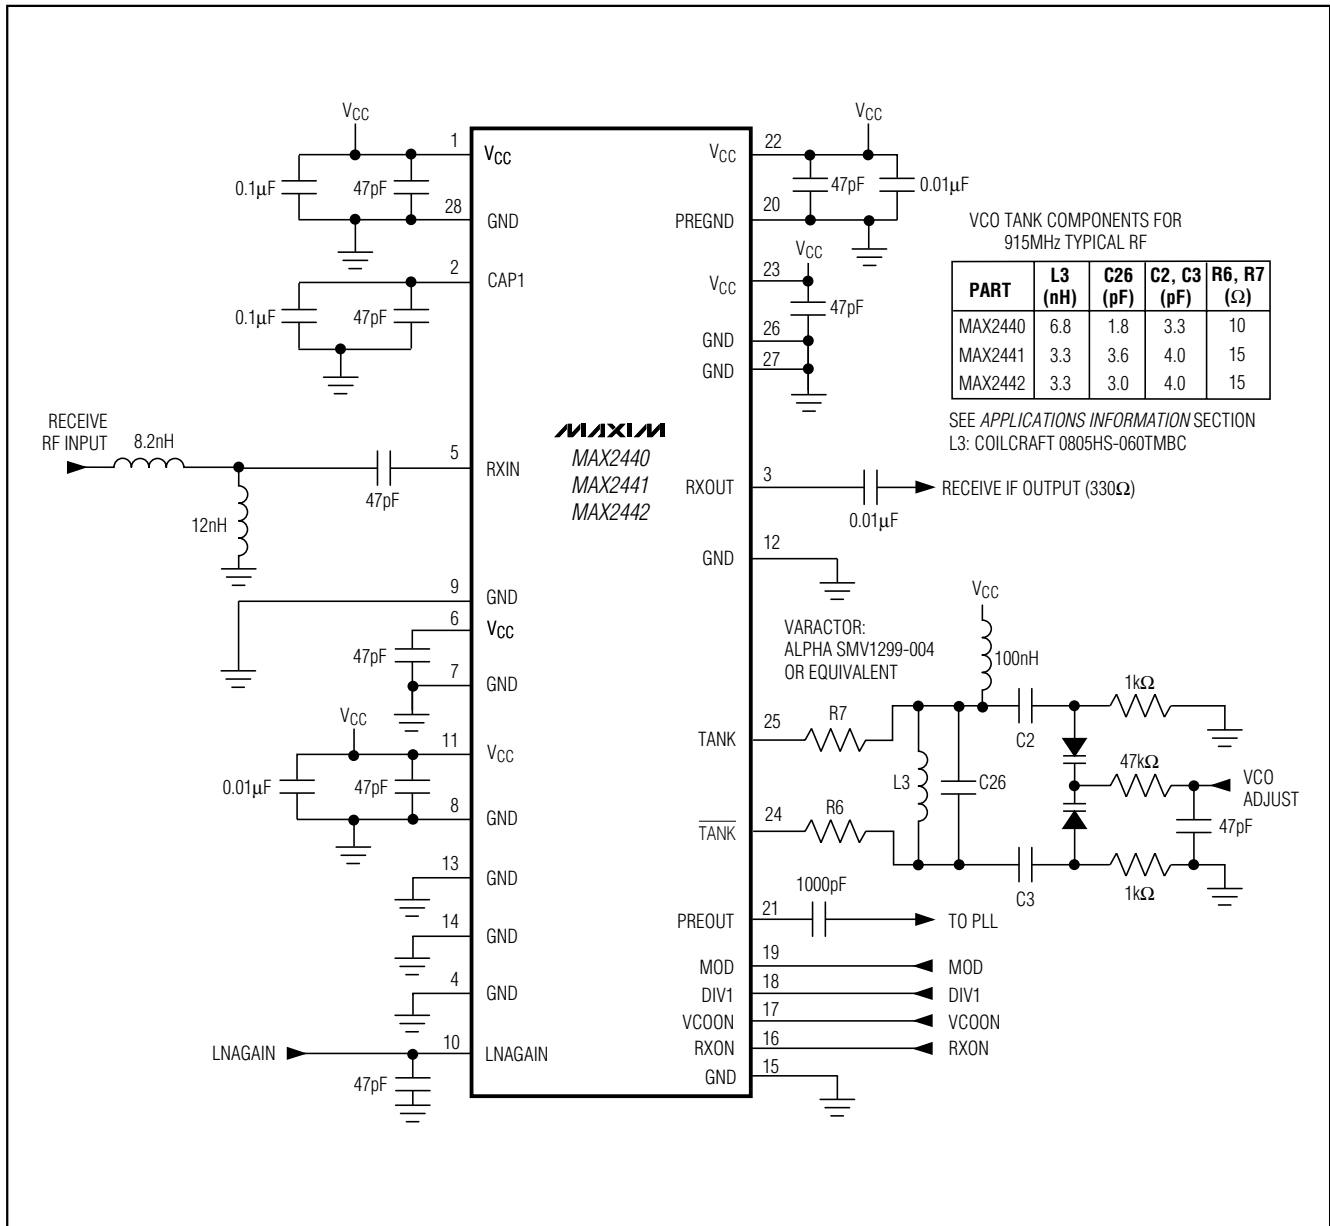 VCC
1
VCC
0.1µF
47pF
28
GND
2
CAP1
0.1µF
47pF
RECEIVE
RF INPUT
8.2nH
5
RXIN
47pF
12nH
9
GND
6
VCC
47pF
7
GND
VCC
11
VCC
0.01µF
47pF
8
GND
13
GND
14
GND
4
GND
LNAGAIN
10
LNAGAIN
47pF
MAXIM
MAX2440
MAX2441
MAX2442
VCC
22
VCC
47pF
0.01µF
20
PREGND
VCC
23
VCC
47pF
26
GND
27
GND
VCO TANK COMPONENTS FOR
915MHz TYPICAL RF
PART L3 (nH) C26 (pF) C2, C3 (pF) R6, R7 (Ω)
MAX2440 6.8 1.8 3.3 10
MAX2441 3.3 3.6 4.0 15
MAX2442 3.3 3.0 4.0 15
SEE APPLICATIONS INFORMATION SECTION
L3: COILCRAFT 0805HS-060TMBC
3
RXOUT
RECEIVE IF OUTPUT (330Ω)
0.01µF
12
GND
VARACTOR:
ALPHA SMV1299-004
OR EQUIVALENT
VCC
100nH
1kΩ
25
TANK
R7
C2
L3
C26
47kΩ
VCO
ADJUST
24
TANK
R6
47pF
C3
1kΩ
1000pF
21
PREOUT
TO PLL
19
MOD
MOD
18
DIV1
DIV1
17
VCOON
VCOON
16
RXON
RXON
15
GND